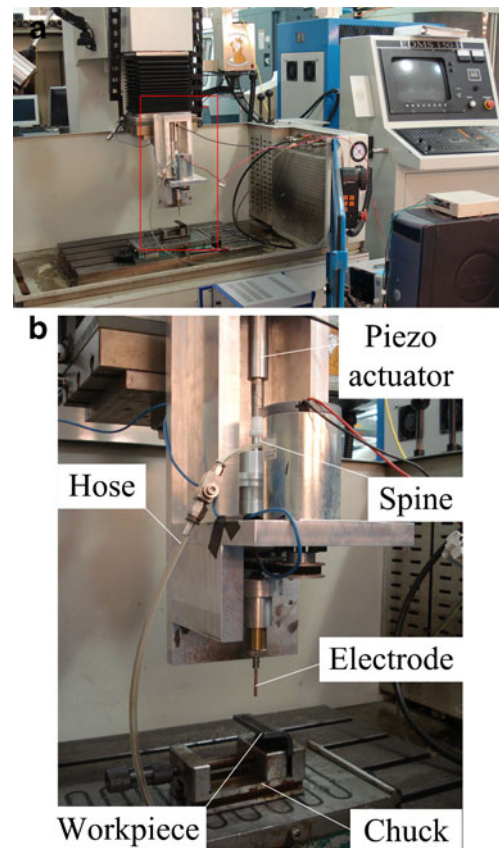 a
b
Piezo
actuator
Hose
Spine
Electrode
Workpiece
Chuck